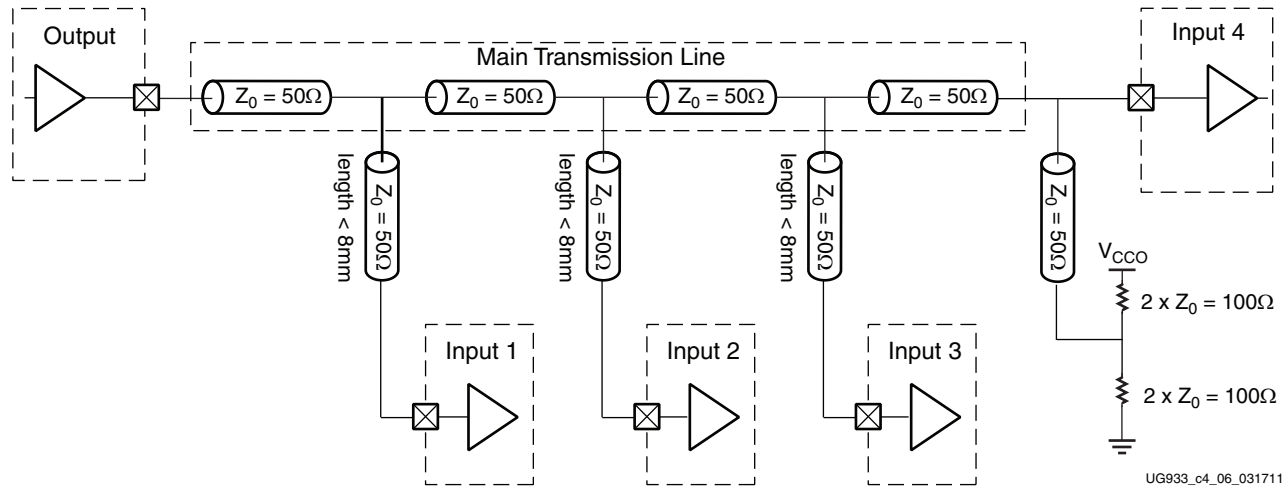 Output
Main Transmission Line
Input 4
Z0 = 50Ω
Z0 = 50Ω
Z0 = 50Ω
Z0 = 50Ω
length < 8mm
Z0 = 50Ω
length < 8mm
Z0 = 50Ω
length < 8mm
Z0 = 50Ω
Z0 = 50Ω
VCCO
2 x Z0 = 100Ω
2 x Z0 = 100Ω
Input 1
Input 2
Input 3
UG933_c4_06_031711